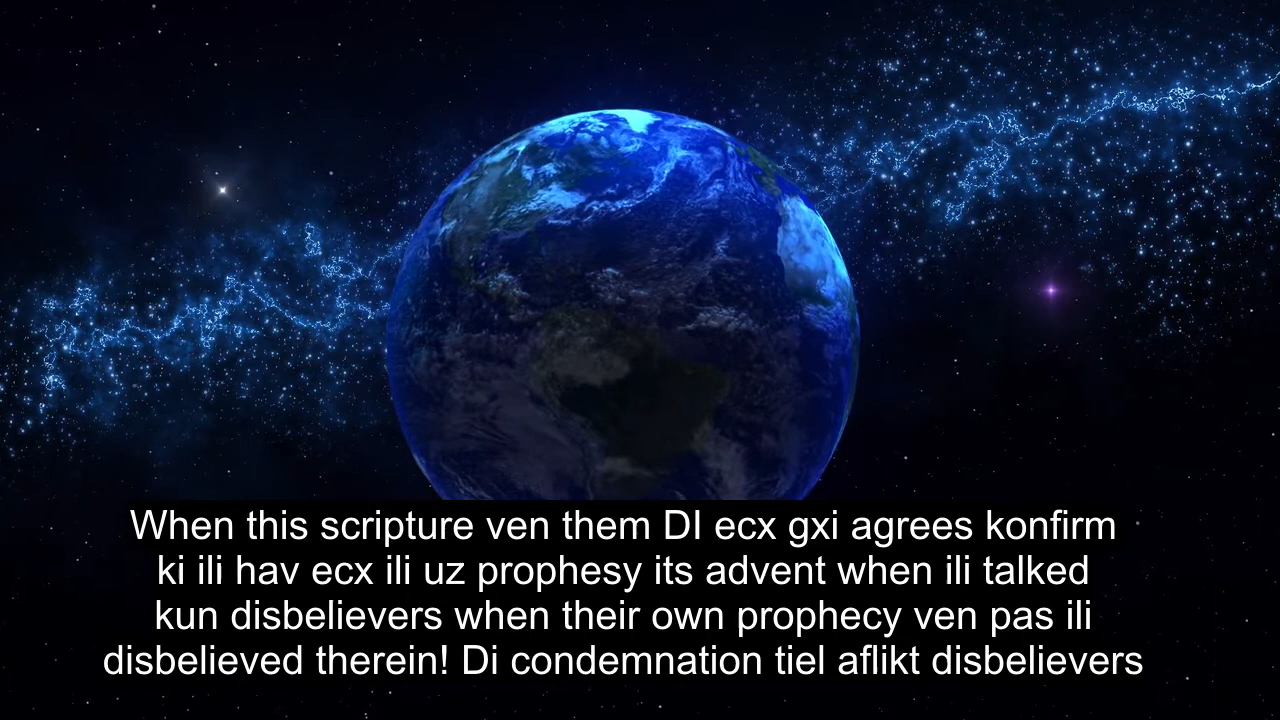 When this scripture ven them DI ecx gxi agrees konfirm
ki ili hav ecx ili uz prophesy its advent when ili talked
kun disbelievers when their own prophecy ven pas ili
disbelieved therein! Di condemnation tiel aflikt disbelievers